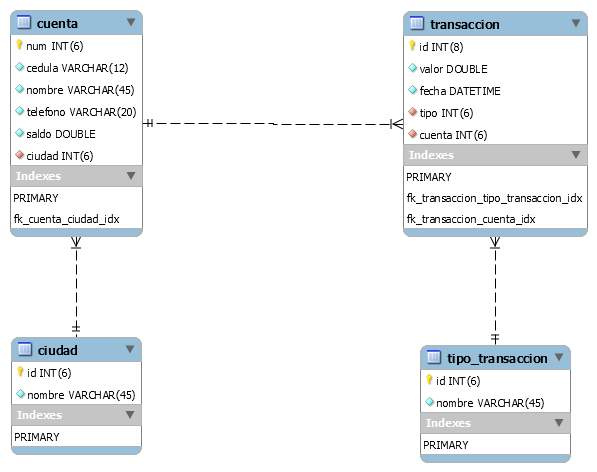 cuenta
num INT(6)
cedula VARCHAR(12)
nombre VARCHAR(45)
telefono VARCHAR(20)
saldo DOUBLE
ciudad INT(6)
Indexes
PRIMARY
fk_cuenta_ciudad_idx
transaccion
id INT(8)
valor DOUBLE
fecha DATETIME
tipo INT(6)
cuenta INT(6)
Indexes
PRIMARY
fk_transaccion_tipo_transaccion_idx
fk_transaccion_cuenta_idx
ciudad
id INT(6)
nombre VARCHAR(45)
Indexes
PRIMARY
tipo_transaccion
id INT(6)
nombre VARCHAR(45)
Indexes
PRIMARY